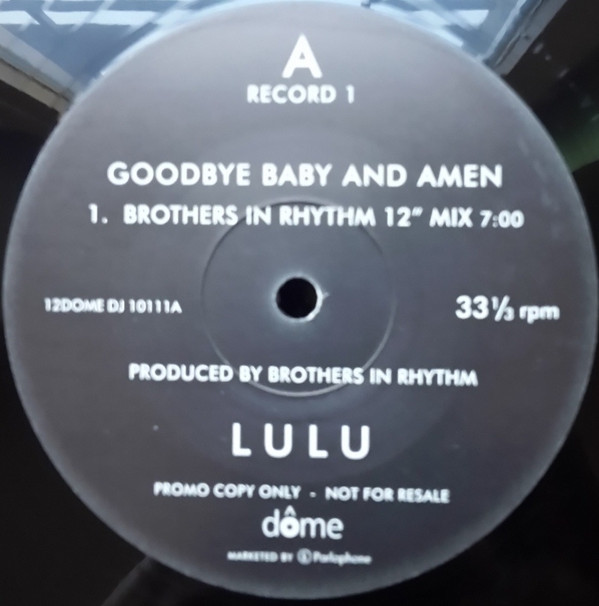 A
RECORD 1
GOODBYE BABY AND AMEN
1. BROTHERS IN RHYTHM 12" MIX 7:00
12DOME DJ 10111A
33⅓ rpm
PRODUCED BY BROTHERS IN RHYTHM
LULU
PROMO COPY ONLY - NOT FOR RESALE
dôme
MARKETED BY Parlophone